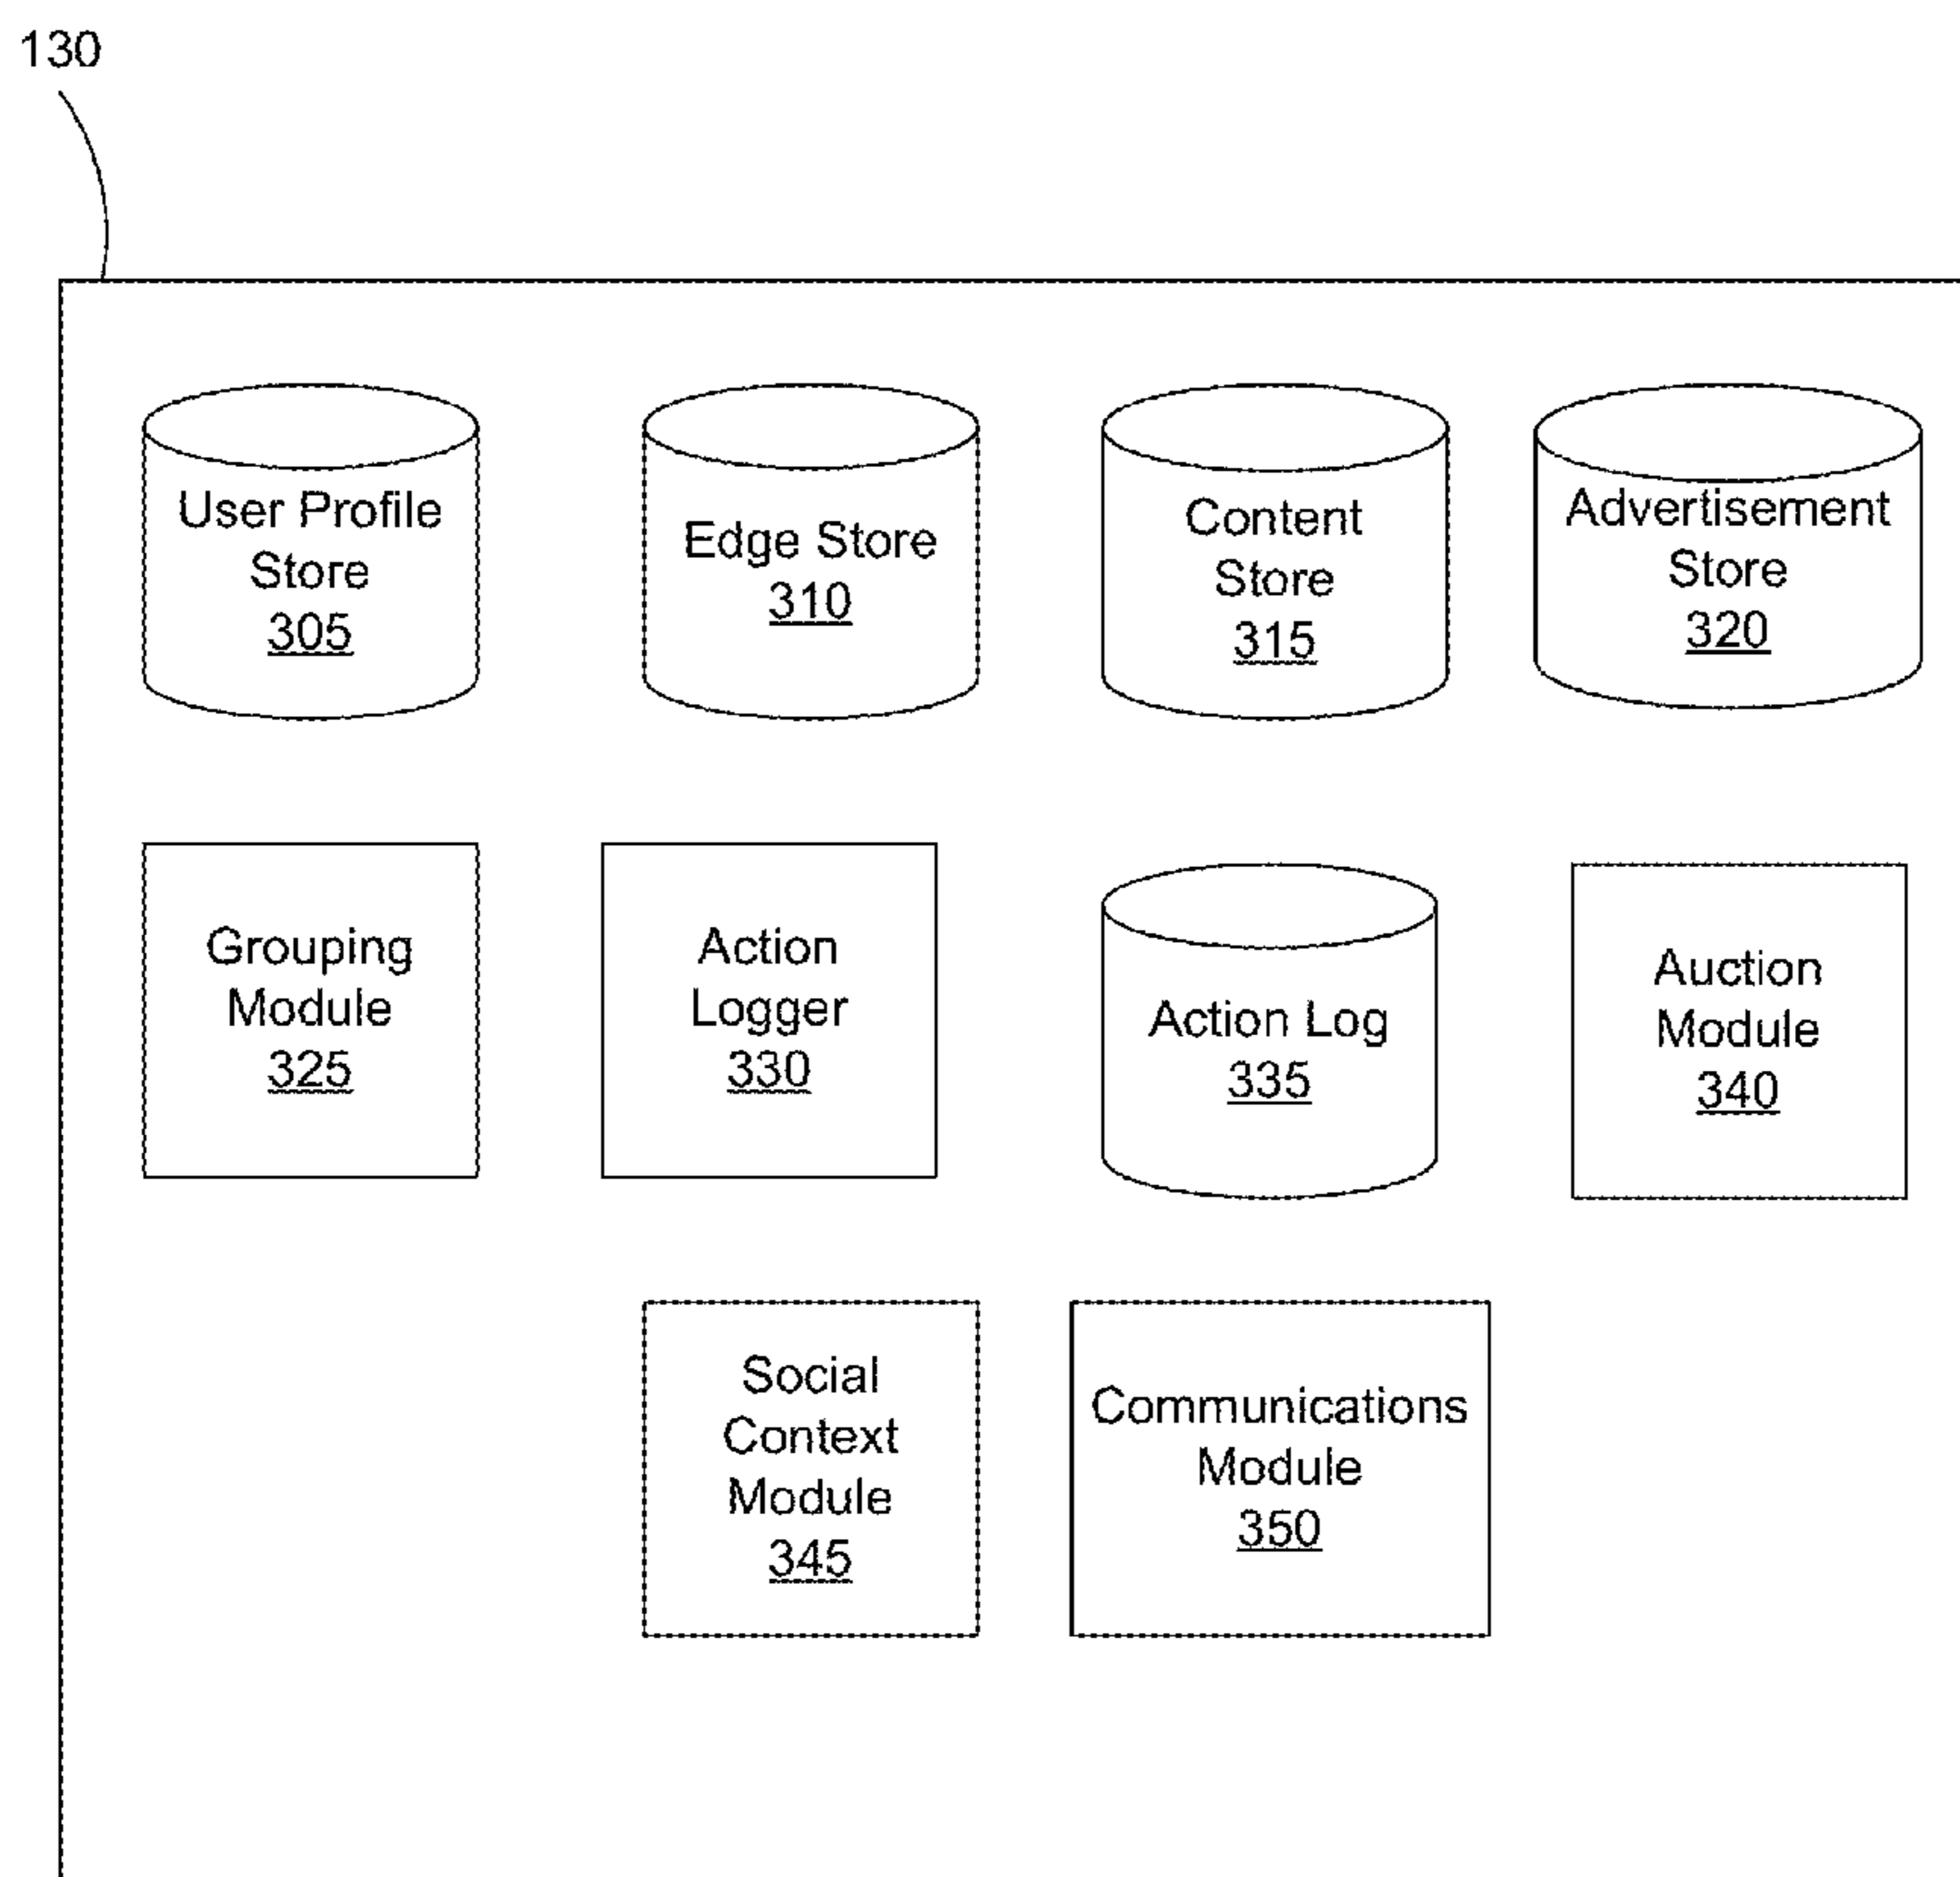 130
User Profile
Store
305
Edge Store
310
Content
Store
315
Advertisement
Store
320
Grouping
Module
325
Action
Logger
330
Action Log
335
Auction
Module
340
Social
Context
Module
345
Communications
Module
350